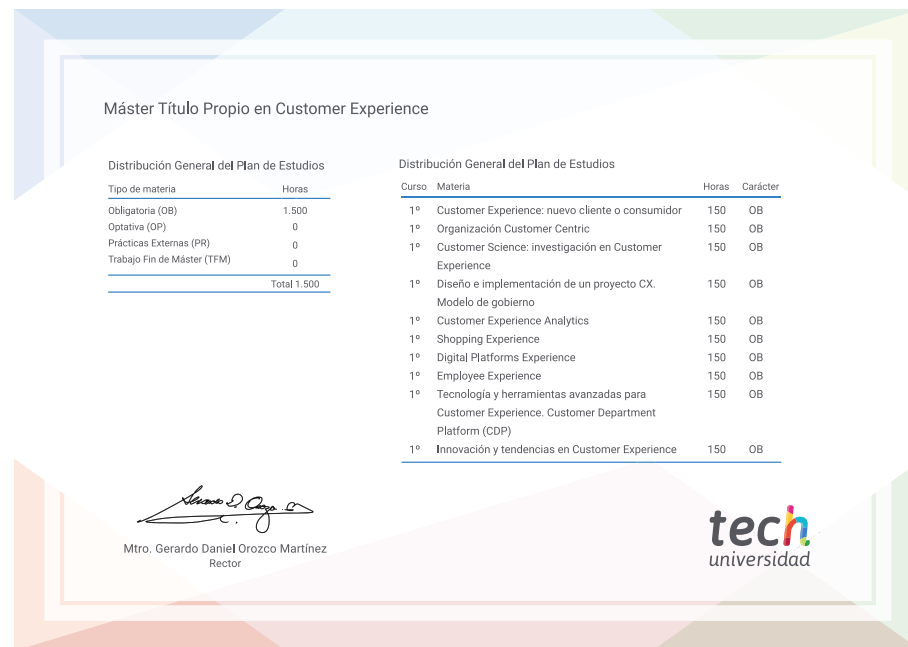 Máster Título Propio en Customer Experience
Distribución General del Plan de Estudios
Tipo de materia Horas
Obligatoria (OB) 1.500
Optativa (OP) 0
Prácticas Externas (PR) 0
Trabajo Fin de Máster (TFM) 0
Total 1.500
Distribución General del Plan de Estudios
Curso Materia Horas Carácter
1º Customer Experience: nuevo cliente o consumidor 150 OB
1º Organización Customer Centric 150 OB
1º Customer Science: investigación en Customer 150 OB
Experience
1º Diseño e implementación de un proyecto CX. 150 OB
Modelo de gobierno
1º Customer Experience Analytics 150 OB
1º Shopping Experience 150 OB
1º Digital Platforms Experience 150 OB
1º Employee Experience 150 OB
1º Tecnología y herramientas avanzadas para 150 OB
Customer Experience. Customer Department
Platform (CDP)
1º Innovación y tendencias en Customer Experience 150 OB
Mtro. Gerardo Daniel Orozco Martínez
Rector
tech
universidad